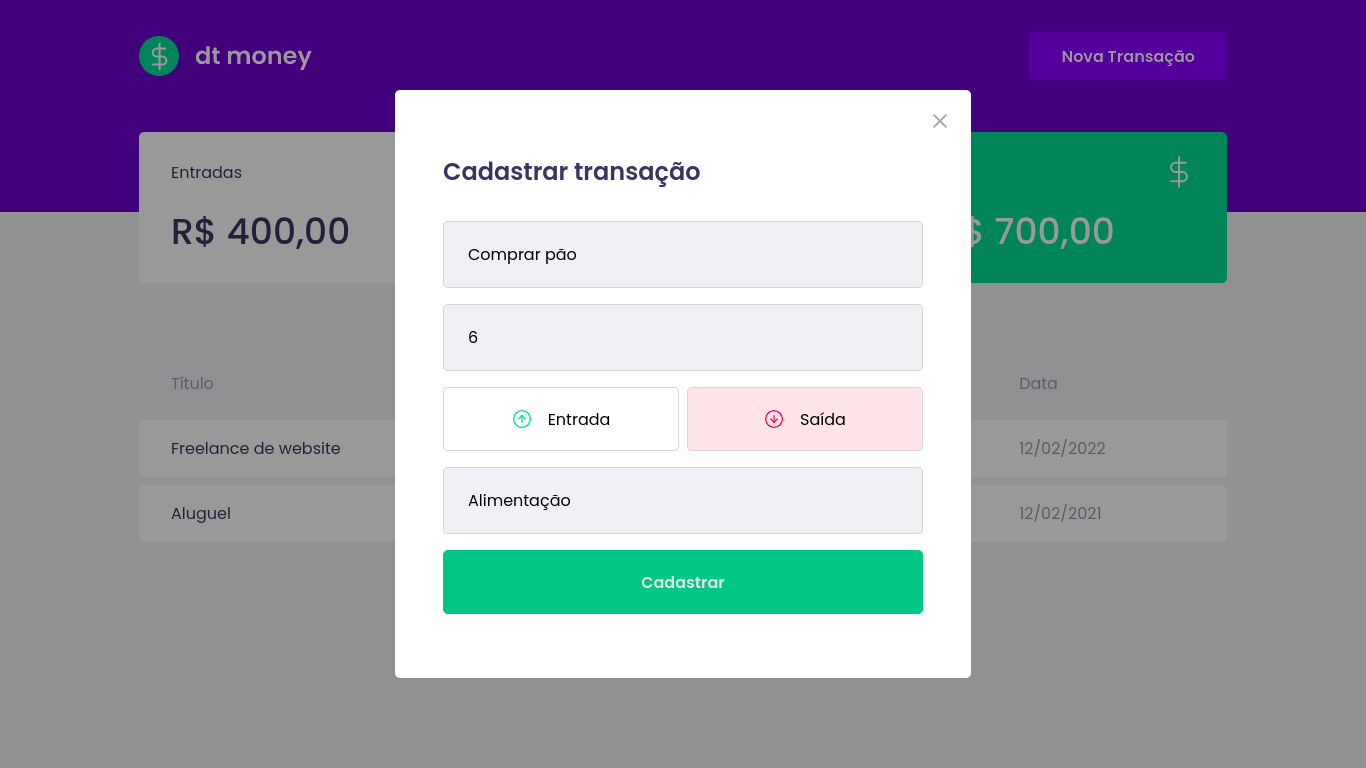 dt money
Nova Transação
Entradas
R$ 400,00
$ 700,00
Cadastrar transação
Comprar pão
6
Entrada
Saída
Alimentação
Cadastrar
Título
Data
Freelance de website
12/02/2022
Aluguel
12/02/2021